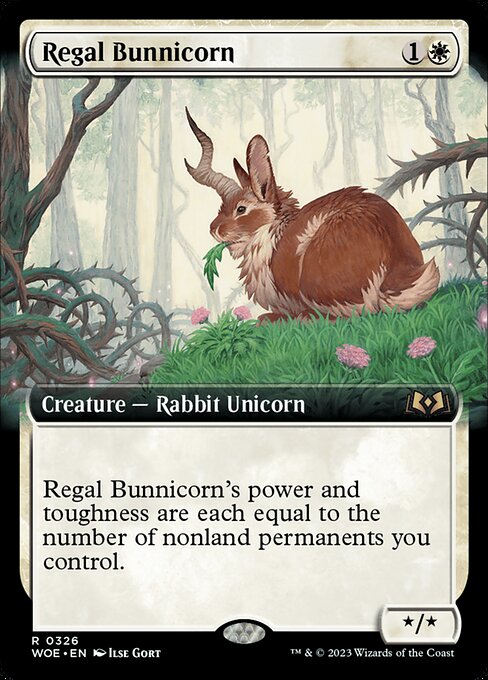 Regal Bunnicorn 1
Creature — Rabbit Unicorn
Regal Bunnicorn's power and
toughness are each equal to the
number of nonland permanents you
control.
*/*
R 0326
WOE • EN ILSE GORT
™ & © 2023 Wizards of the Coast